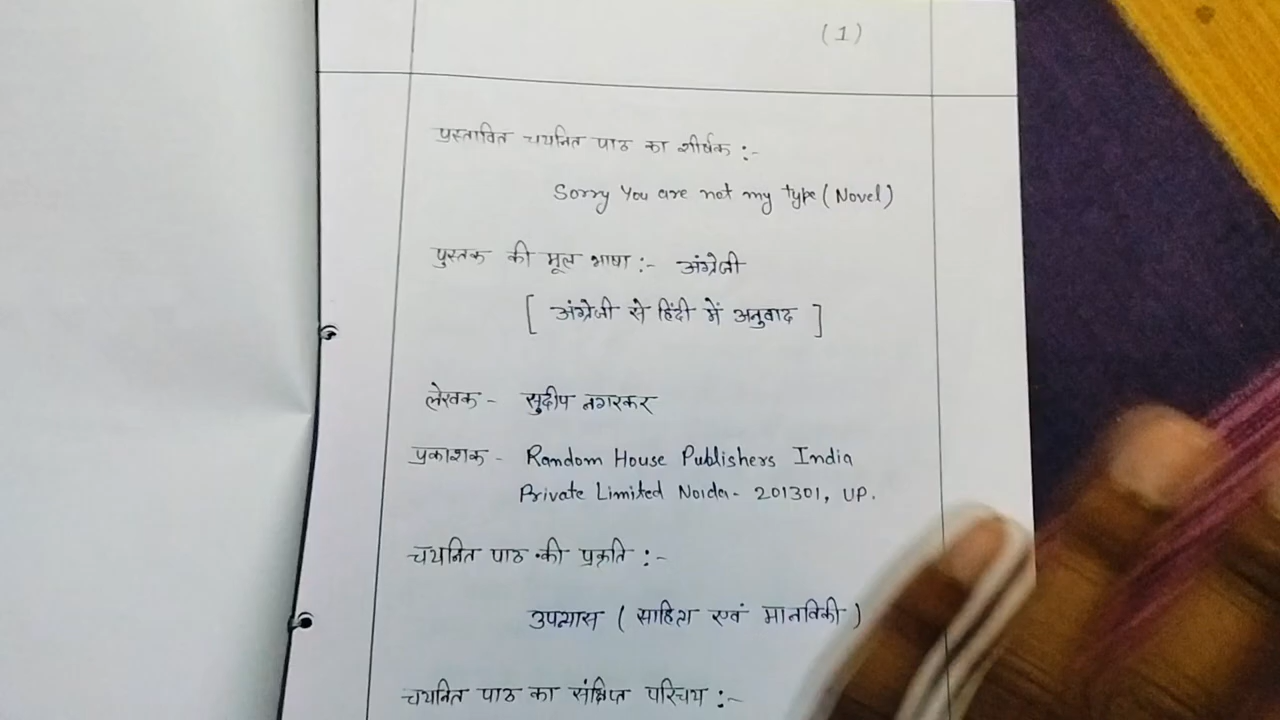 (1)
प्रस्तावित चयनित पाठ का शीर्षक :-
Sorry You are not my type (Novel)
पुस्तक की मूल भाषा :- अंग्रेजी
[ अंग्रेजी से हिंदी में अनुवाद ]
लेखक - सुदीप नगरकर
प्रकाशक - Random House Publishers India
Private Limited Noida - 201301, UP.
चयनित पाठ की प्रकृति :-
उपन्यास ( साहित्य एवं मानविकी )
चयनित पाठ का संक्षिप्त परिचय :-